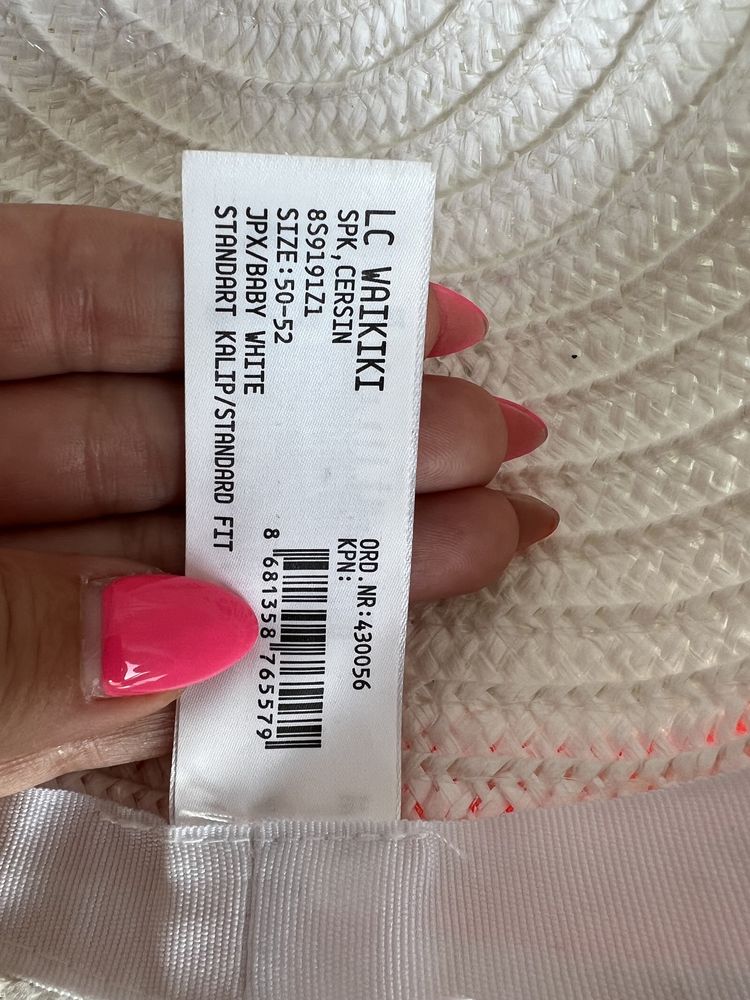 LC WAIKIKI
SPK,CERSIN
8S9191Z1
SIZE:50-52
JPX/BABY WHITE
STANDART KALIP/STANDARD FIT
ORD.NR:430056
KPN:
8 681358 765579